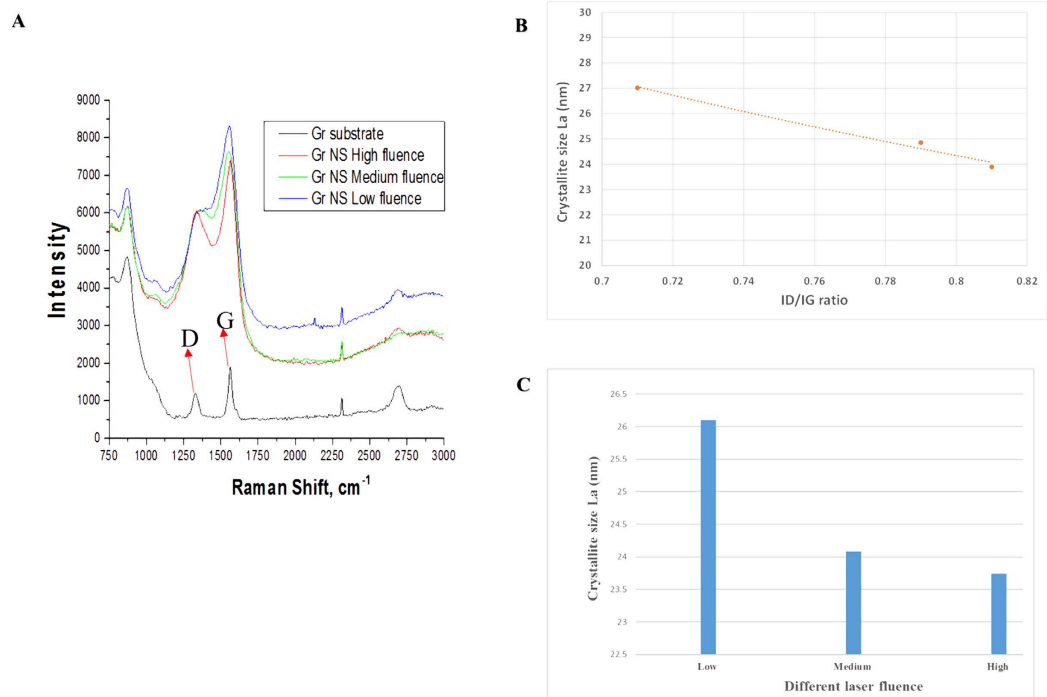 A
9000
8000
7000
6000
5000
4000
3000
2000
1000
0
Intensity
750 1000 1250 1500 1750 2000 2250 2500 2750 3000
Raman Shift, cm-1
Gr substrate
Gr NS High fluence
Gr NS Medium fluence
Gr NS Low fluence
D
G
B
30
29
28
27
26
25
24
23
22
21
20
Crystallite size La (nm)
0.7 0.72 0.74 0.76 0.78 0.8 0.82
ID/IG ratio
C
26.5
26
25.5
25
24.5
24
23.5
23
22.5
Crystallite size La (nm)
Low Medium High
Different laser fluence